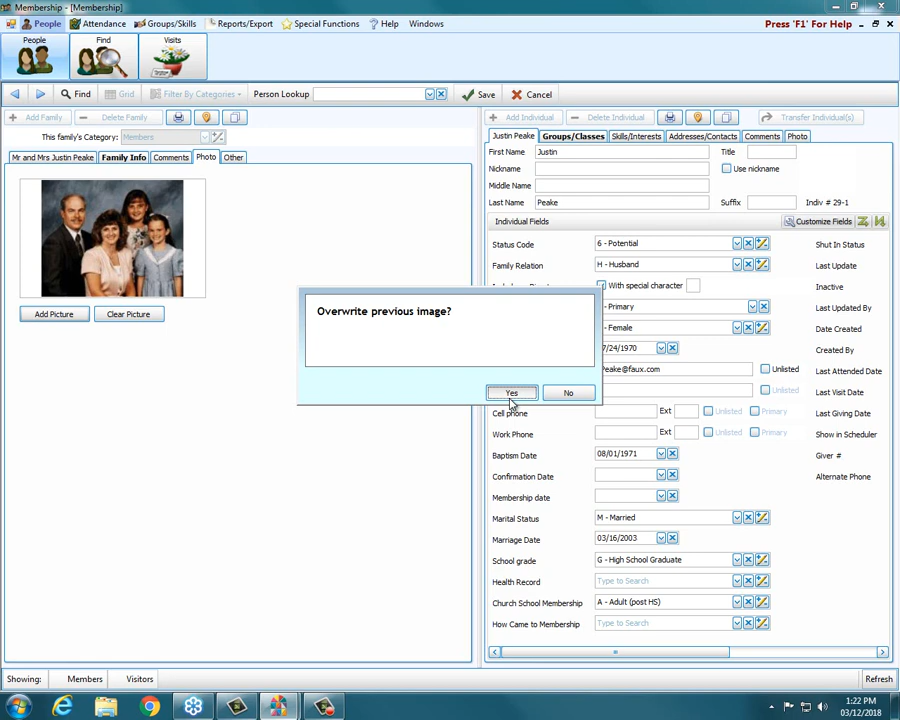 Membership - [Membership]
People Attendance Groups/Skills Reports/Export Special Functions Help Windows Press 'F1' For Help
People Find Visits
Find Grid Filter By Categories Person Lookup Save Cancel
Add Family Delete Family Add Individual Delete Individual Transfer Individual(s)
This family's Category: Members
Mr and Mrs Justin Peake Family Info Comments Photo Other
Justin Peake Groups/Classes Skills/Interests Addresses/Contacts Comments Photo
First Name Justin Title
Nickname Use nickname
Middle Name
Last Name Peake Suffix Indiv # 29-1
Individual Fields Customize Fields
Status Code 6 - Potential Shut In Status
Family Relation H - Husband Last Update
With special character Inactive
- Primary Last Updated By
- Female Date Created
7/24/1970 Created By
Peake@faux.com Unlisted Last Attended Date
Unlisted Last Visit Date
Cell phone Ext Unlisted Primary Last Giving Date
Work Phone Ext Unlisted Primary Show in Scheduler
Baptism Date 08/01/1971 Giver #
Confirmation Date Alternate Phone
Membership date
Marital Status M - Married
Marriage Date 03/16/2003
School grade G - High School Graduate
Health Record Type to Search
Church School Membership A - Adult (post HS)
How Came to Membership Type to Search
Add Picture Clear Picture
Overwrite previous image?
Yes No
Showing: Members Visitors Refresh
1:22 PM
03/12/2018